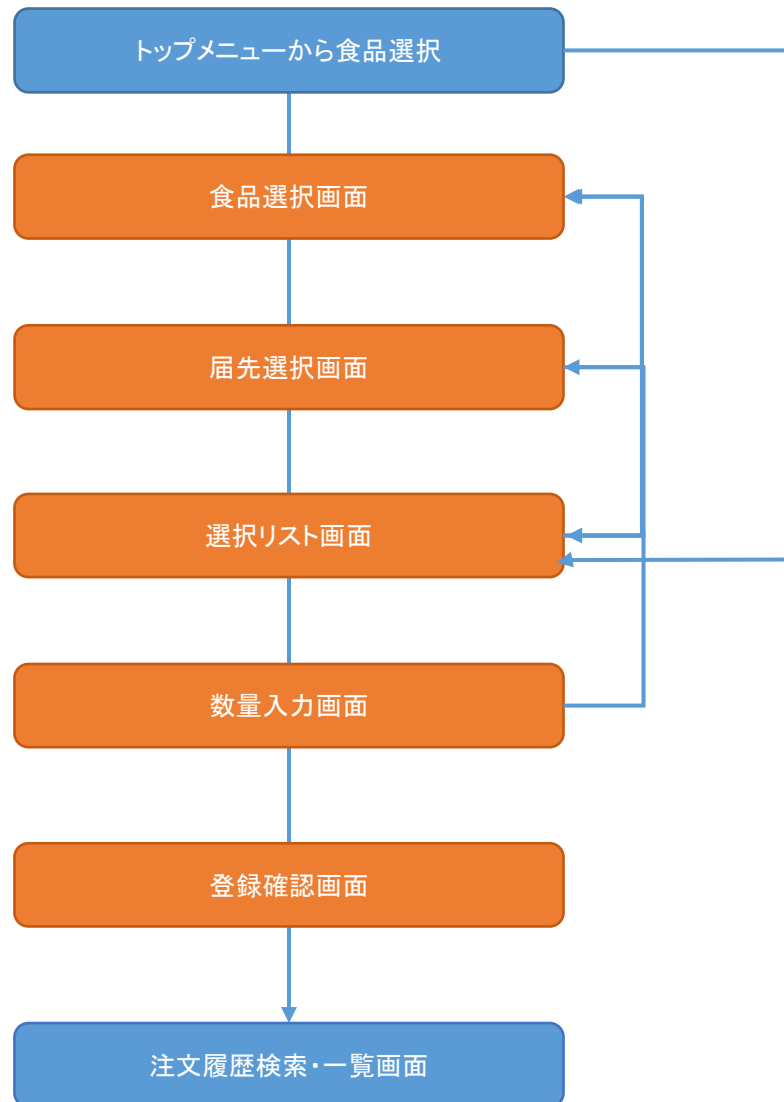 トップメニューから食品選択
食品選択画面
届先選択画面
選択リスト画面
数量入力画面
登録確認画面
注文履歴検索・一覧画面